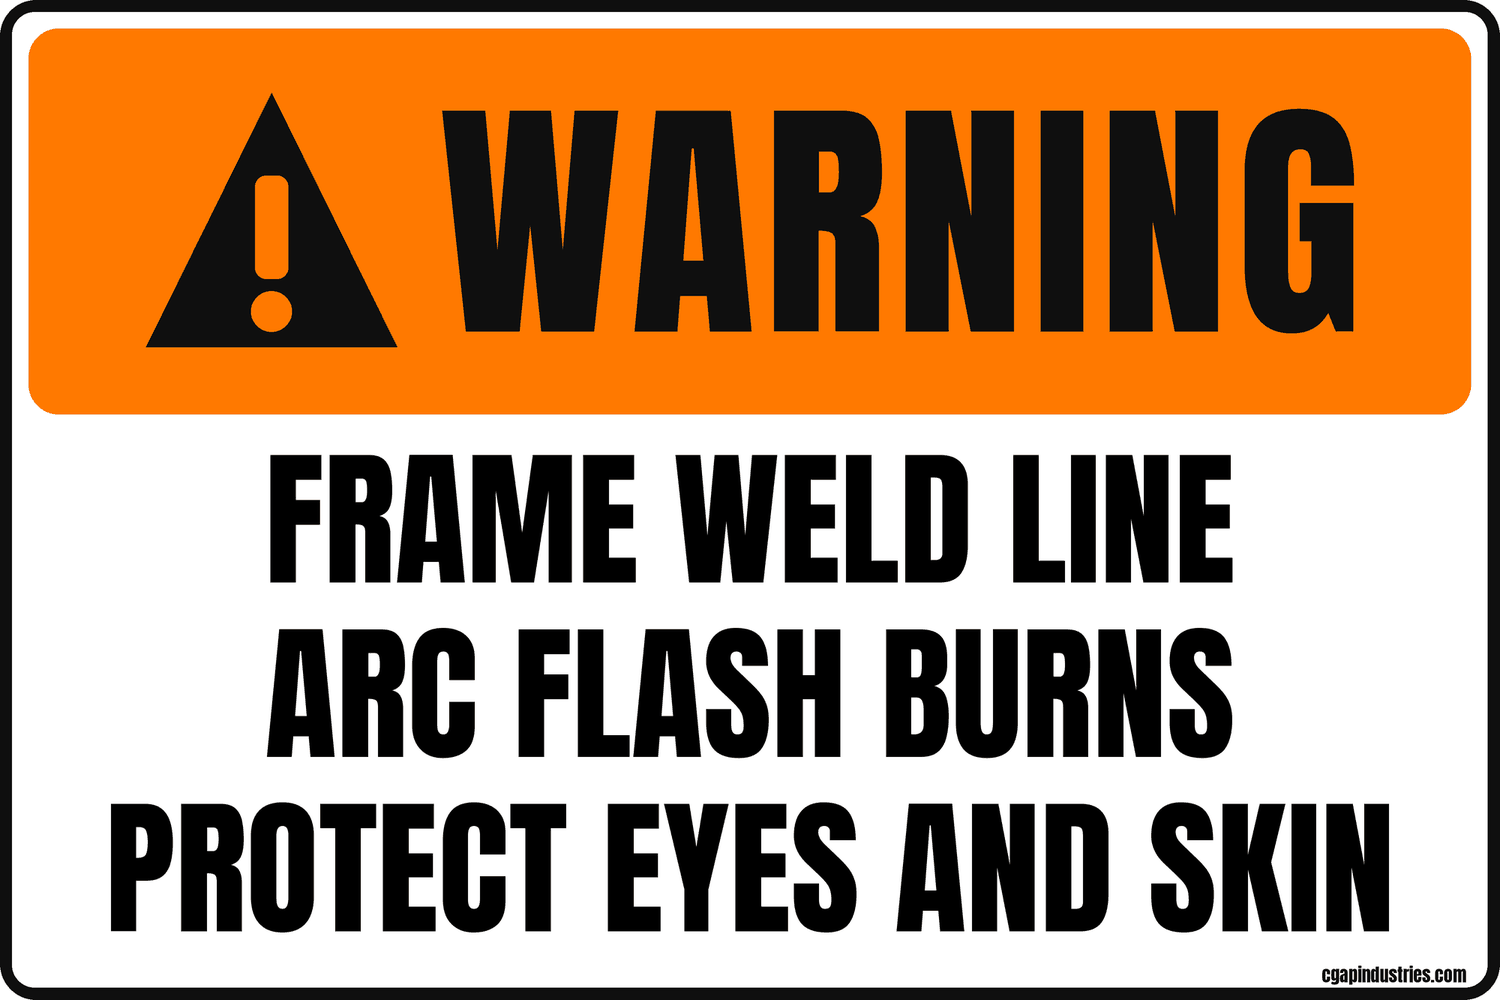 WARNING
FRAME WELD LINE
ARC FLASH BURNS
PROTECT EYES AND SKIN
cgapindustries.com